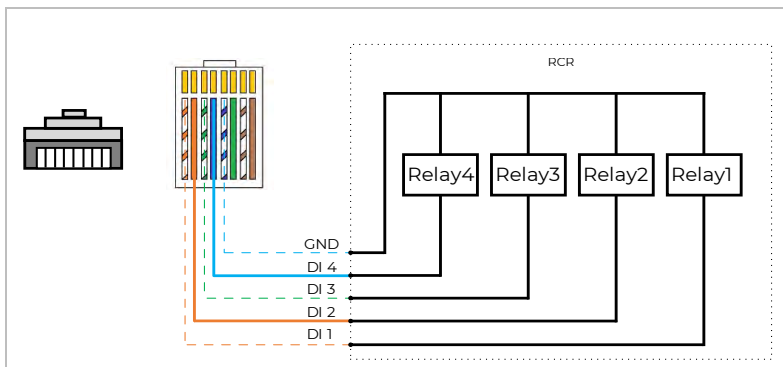 RCR
Relay4 Relay3 Relay2 Relay1
GND
DI 4
DI 3
DI 2
DI 1